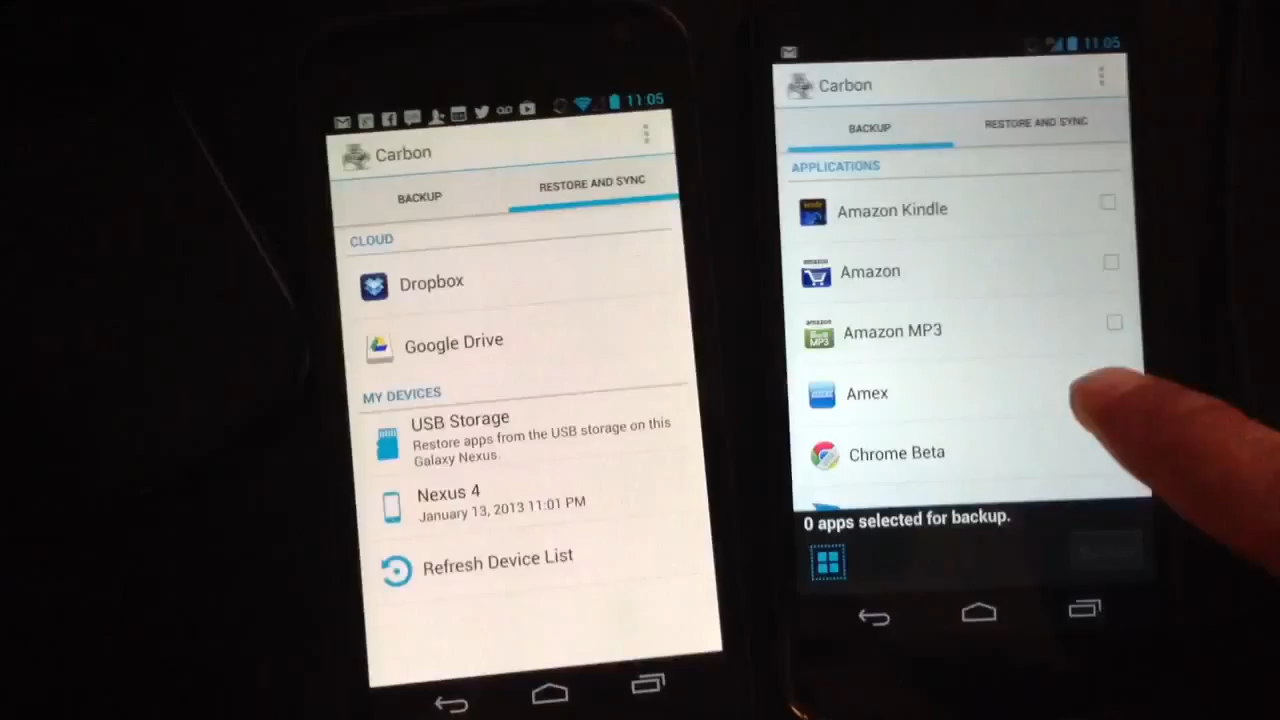 11:05
Carbon
BACKUP
RESTORE AND SYNC
CLOUD
Dropbox
Google Drive
MY DEVICES
USB Storage
Restore apps from the USB storage on this
Galaxy Nexus.
Nexus 4
January 13, 2013 11:01 PM
Refresh Device List
11:05
Carbon
BACKUP
RESTORE AND SYNC
APPLICATIONS
Amazon Kindle
Amazon
amazon
MP3
Amazon MP3
Amex
Chrome Beta
0 apps selected for backup.